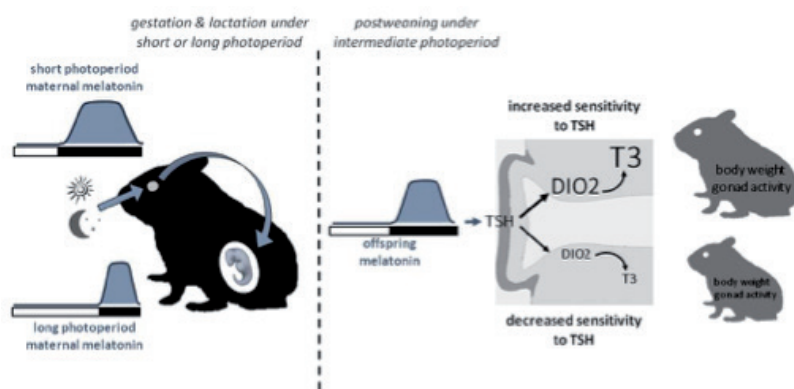 gestation & lactation under
short or long photoperiod
postweaning under
intermediate photoperiod
short photoperiod
maternal melatonin
long photoperiod
maternal melatonin
offspring
melatonin
increased sensitivity
to TSH
TSH
DIO2
T3
DIO2
T3
decreased sensitivity
to TSH
body weight
gonad activity
body weight
gonad activity